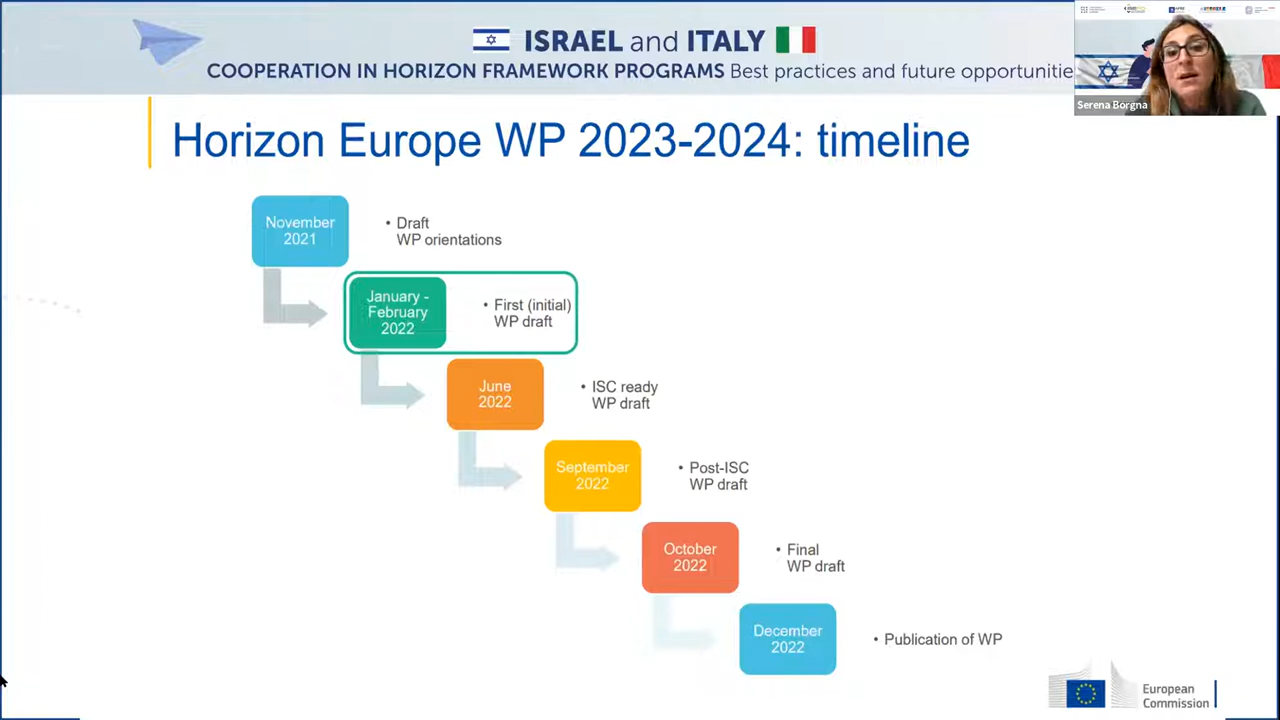 ISRAEL and ITALY
COOPERATION IN HORIZON FRAMEWORK PROGRAMS Best practices and future opportunitie
Serena Borgna
Horizon Europe WP 2023-2024: timeline
November
2021
• Draft
WP orientations
January -
February
2022
• First (initial)
WP draft
June
2022
• ISC ready
WP draft
September
2022
• Post-ISC
WP draft
October
2022
• Final
WP draft
December
2022
• Publication of WP
European
Commission